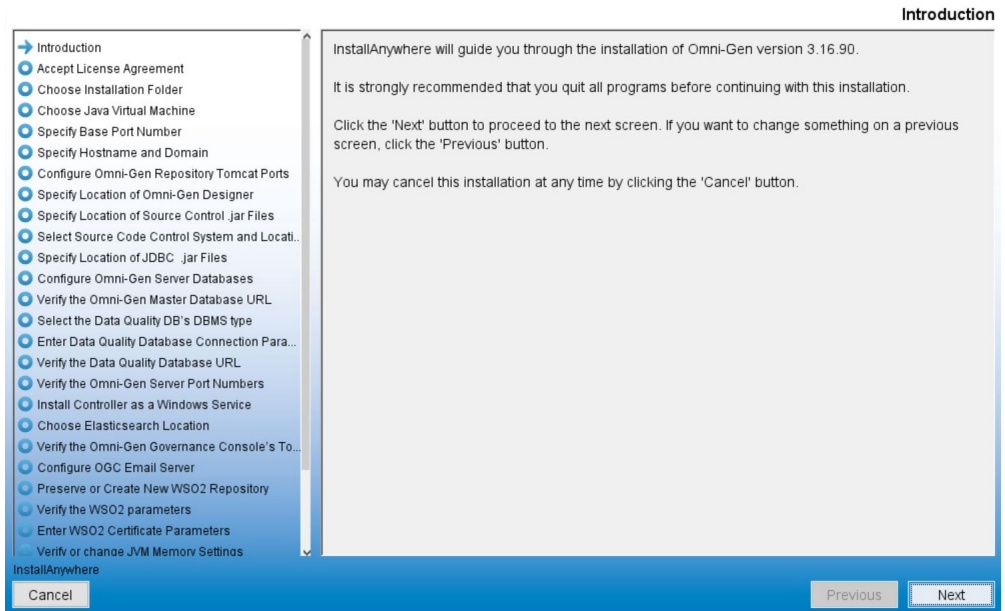 Introduction
Introduction
Accept License Agreement
Choose Installation Folder
Choose Java Virtual Machine
Specify Base Port Number
Specify Hostname and Domain
Configure Omni-Gen Repository Tomcat Ports
Specify Location of Omni-Gen Designer
Specify Location of Source Control .jar Files
Select Source Code Control System and Locati...
Specify Location of JDBC .jar Files
Configure Omni-Gen Server Databases
Verify the Omni-Gen Master Database URL
Select the Data Quality DB's DBMS type
Enter Data Quality Database Connection Para...
Verify the Data Quality Database URL
Verify the Omni-Gen Server Port Numbers
Install Controller as a Windows Service
Choose Elasticsearch Location
Verify the Omni-Gen Governance Console's To...
Configure OGC Email Server
Preserve or Create New WSO2 Repository
Verify the WSO2 parameters
Enter WSO2 Certificate Parameters
Verify or change JVM Memory Settings
InstallAnywhere will guide you through the installation of Omni-Gen version 3.16.90.
It is strongly recommended that you quit all programs before continuing with this installation.
Click the 'Next' button to proceed to the next screen. If you want to change something on a previous
screen, click the 'Previous' button.
You may cancel this installation at any time by clicking the 'Cancel' button.
InstallAnywhere
Cancel
Previous
Next